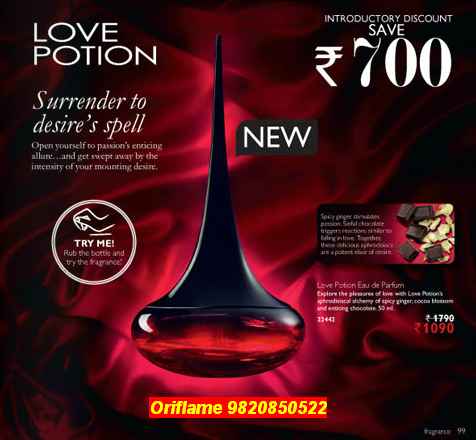 LOVE
POTION
INTRODUCTORY DISCOUNT
SAVE
₹700
Surrender to
desire's spell
Open yourself to passion's enticing
allure...and get swept away by the
intensity of your mounting desire.
NEW
TRY ME!
Rub the bottle and
try the fragrance!
Spicy ginger stimulates
passion. Sinful chocolate
triggers reactions similar to
falling in love. Together,
these delicious aphrodisiacs
are a potent elixir of desire.
Love Potion Eau de Parfum
Explore the pleasures of love with Love Potion's
aphrodisiacal alchemy of spicy ginger, cocoa blossom
and enticing chocolate. 50 ml.
22442 ₹ 1790
₹1090
Oriflame 9820850522
fragrance 99